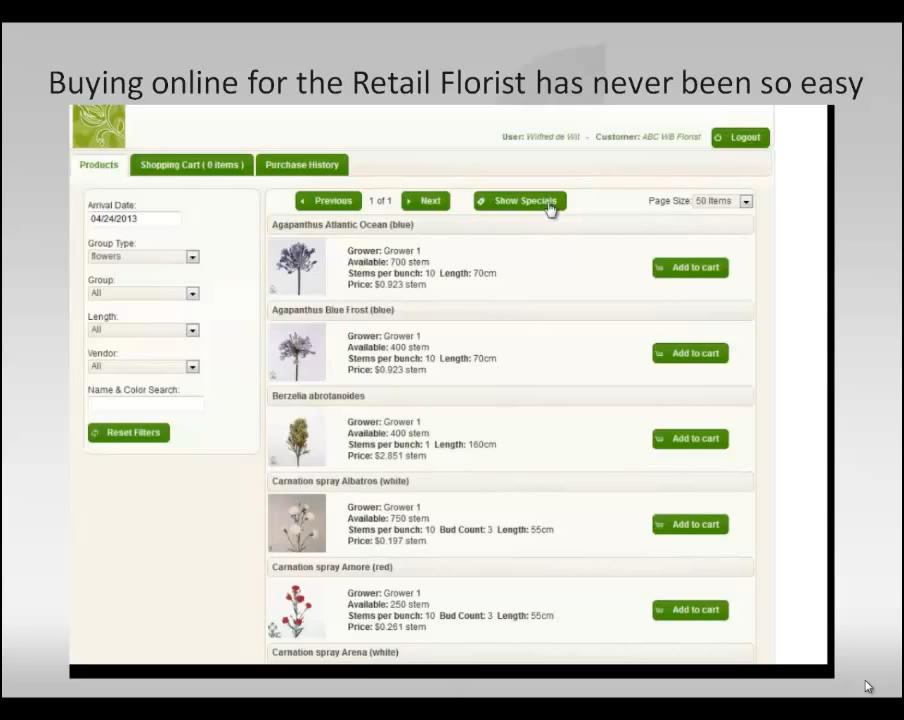 Buying online for the Retail Florist has never been so easy
User: Wilfred de Wit - Customer: ABC WB Florist Logout
Products Shopping Cart ( 0 items ) Purchase History
Arrival Date:
04/24/2013
Group Type:
flowers
Group:
All
Length:
All
Vendor:
All
Name & Color Search:
Reset Filters
Previous 1 of 1 Next Show Specials Page Size: 50 Items
Agapanthus Atlantic Ocean (blue)
Grower: Grower 1
Available: 700 stem
Stems per bunch: 10 Length: 70cm
Price: $0.923 stem
Add to cart
Agapanthus Blue Frost (blue)
Grower: Grower 1
Available: 400 stem
Stems per bunch: 10 Length: 70cm
Price: $0.923 stem
Add to cart
Berzelia abrotanoides
Grower: Grower 1
Available: 400 stem
Stems per bunch: 1 Length: 160cm
Price: $2.851 stem
Add to cart
Carnation spray Albatros (white)
Grower: Grower 1
Available: 750 stem
Stems per bunch: 10 Bud Count: 3 Length: 55cm
Price: $0.197 stem
Add to cart
Carnation spray Amore (red)
Grower: Grower 1
Available: 250 stem
Stems per bunch: 10 Bud Count: 3 Length: 55cm
Price: $0.261 stem
Add to cart
Carnation spray Arena (white)